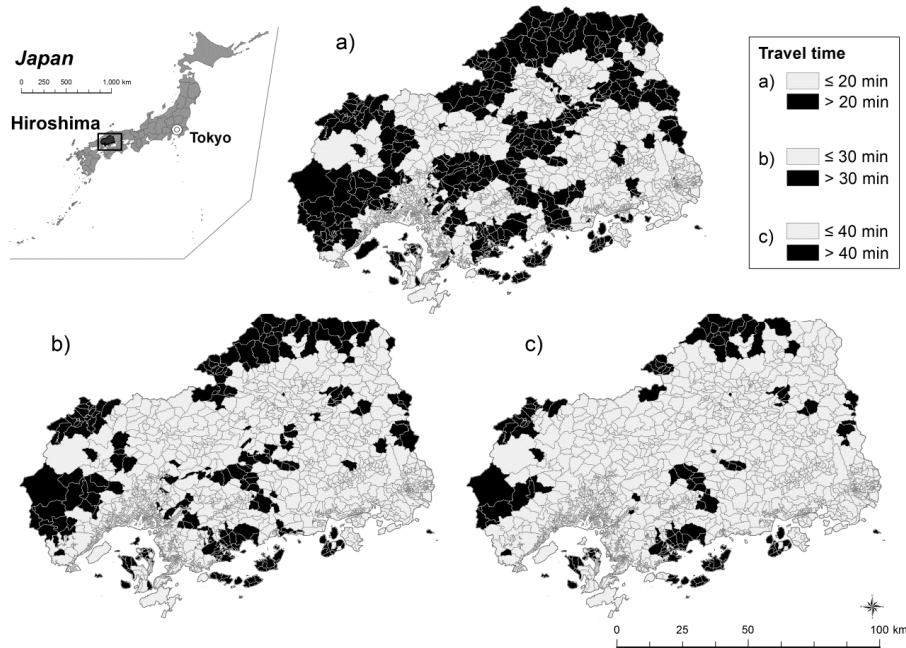 Japan
0 250 500 1,000 km
Hiroshima
Tokyo
a)
Travel time
a) ≤ 20 min
> 20 min
b) ≤ 30 min
> 30 min
c) ≤ 40 min
> 40 min
b)
c)
0 25 50 100 km